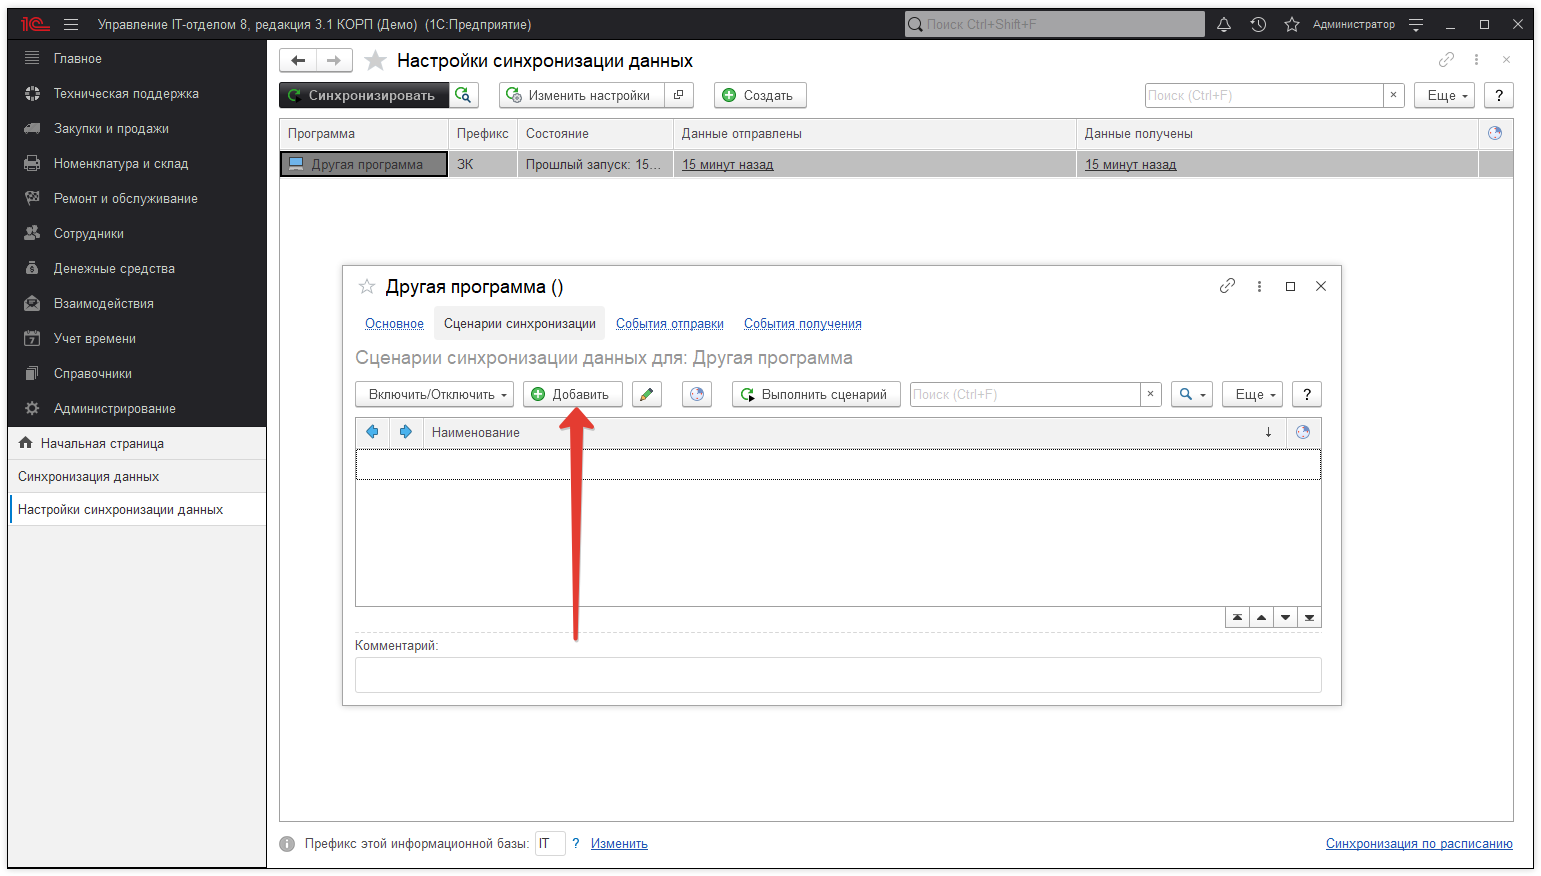 1С Управление IT-отделом 8, редакция 3.1 КОРП (Демо) (1С:Предприятие) Поиск Ctrl+Shift+F Администратор
Главное
Техническая поддержка
Закупки и продажи
Номенклатура и склад
Ремонт и обслуживание
Сотрудники
Денежные средства
Взаимодействия
Учет времени
Справочники
Администрирование
Начальная страница
Синхронизация данных
Настройки синхронизации данных
Настройки синхронизации данных
Синхронизировать Изменить настройки Создать Поиск (Ctrl+F) × Еще ?
Программа Префикс Состояние Данные отправлены Данные получены
Другая программа ЗК Прошлый запуск: 15... 15 минут назад 15 минут назад
Другая программа ()
Основное Сценарии синхронизации События отправки События получения
Сценарии синхронизации данных для: Другая программа
Включить/Отключить Добавить Выполнить сценарий Поиск (Ctrl+F) × Еще ?
Наименование ↓
Комментарий:
Префикс этой информационной базы: IT ? Изменить Синхронизация по расписанию